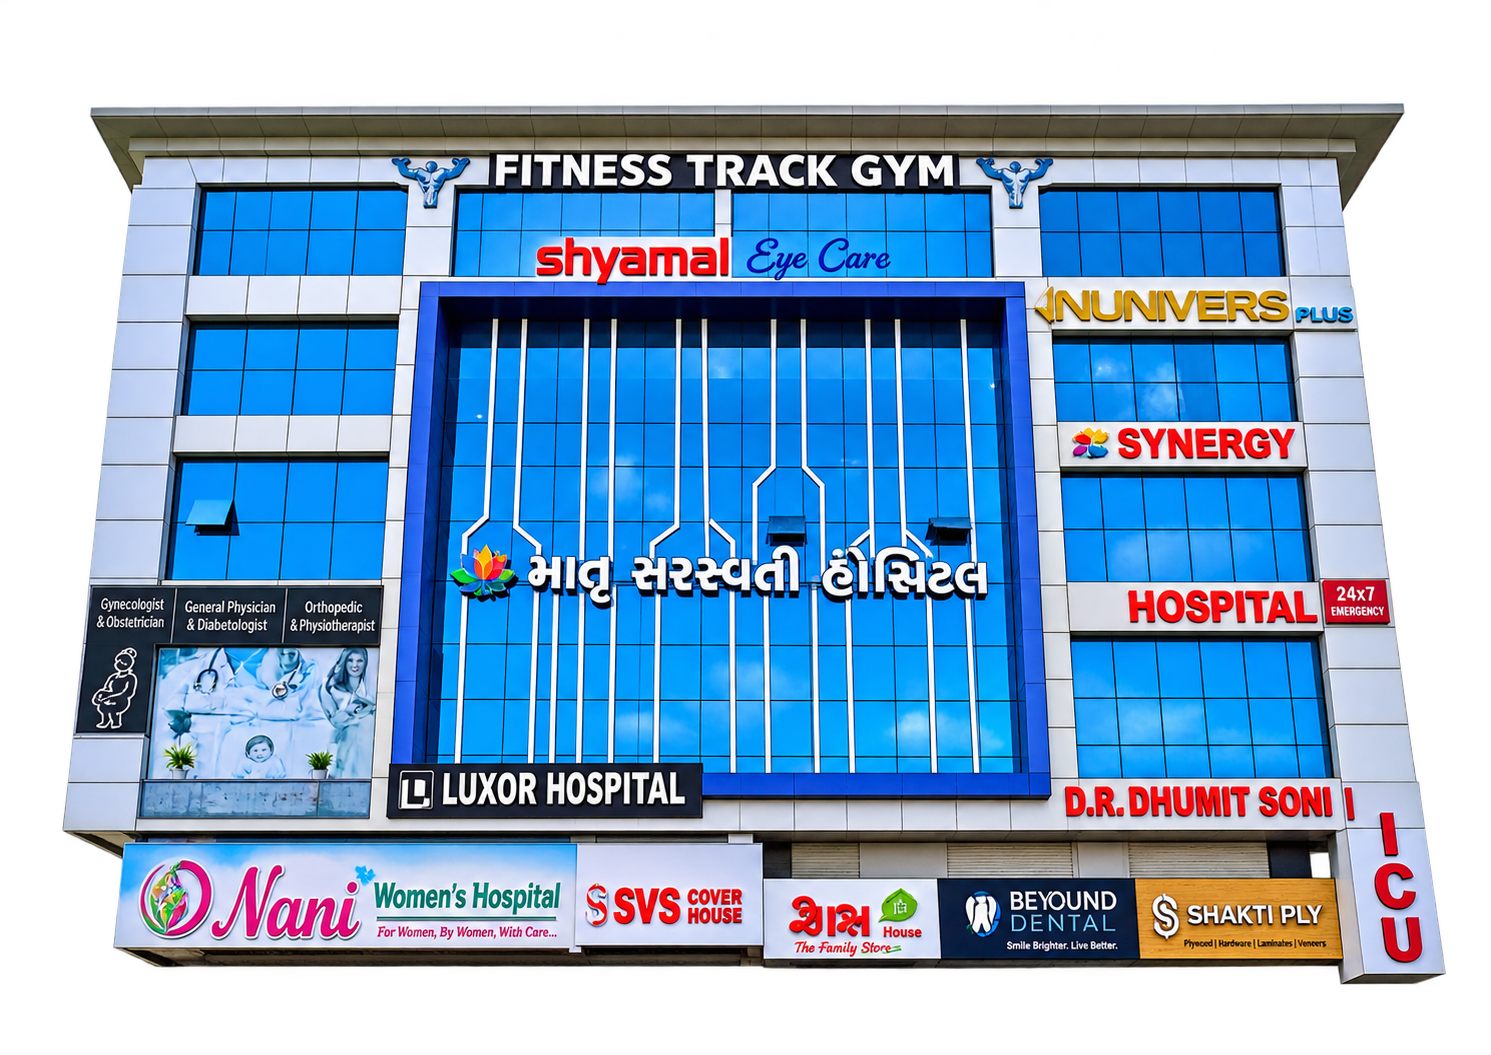 FITNESS TRACK GYM
shyamal Eye Care
NUNIVERS PLUS
SYNERGY
માતૃ સરસ્વતી હૉસ્પિટલ
Gynecologist
& Obstetrician
General Physician
& Diabetologist
Orthopedic
& Physiotherapist
HOSPITAL
24x7
EMERGENCY
LUXOR HOSPITAL
D.R. DHUMIT SONI
ICU
Nani Women's Hospital
For Women, By Women, With Care...
SVS COVER
HOUSE
House
The Family Store
BEYOUND
DENTAL
Smile Brighter. Live Better.
SHAKTI PLY
Plyeood | Hardware | Laminates | Veneers